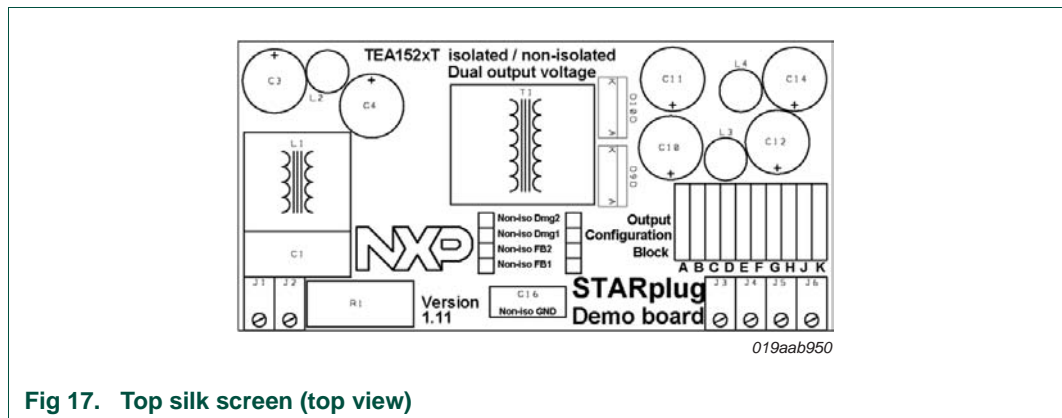 TEA152xT isolated / non-isolated
Dual output voltage
C3
L2
C4
T1
D10
C11
L4
C14
L1
D9
C10
L3
C12
NXP
Non-iso Dmg2
Non-iso Dmg1
Non-iso FB2
Non-iso FB1
Output
Configuration
Block
A B C D E F G H J K
C1
J1 J2
R1
Version
1.11
C16
Non-iso GND
STARplug
Demo board
J3 J4 J5 J6
019aab950
Fig 17. Top silk screen (top view)